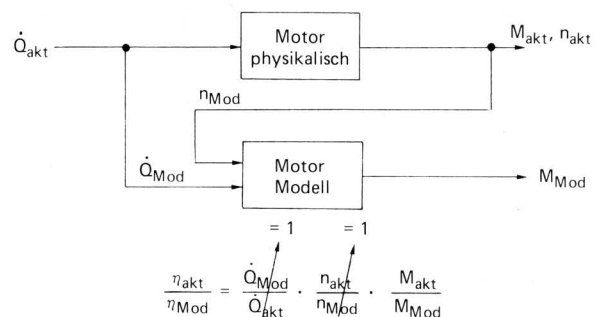 Q̇akt
Motor
physikalisch
Makt, nakt
nMod
Q̇Mod
Motor
Modell
MMod
= 1 = 1
ηakt/ηMod = Q̇Mod/Q̇akt · nakt/nMod · Makt/MMod